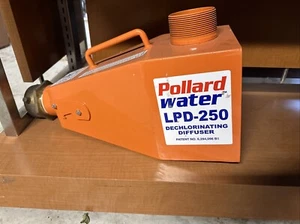 Pollard
water
LPD-250
DECHLORINATING
DIFFUSER